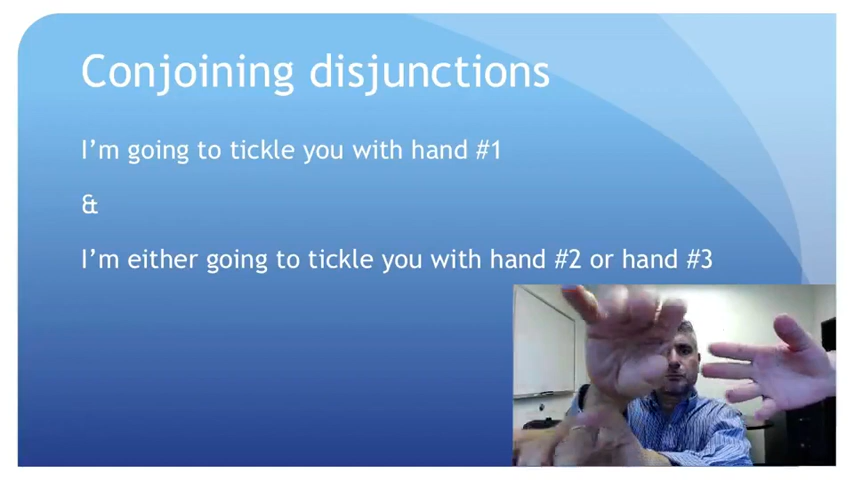 Conjoining disjunctions
I’m going to tickle you with hand #1
&
I’m either going to tickle you with hand #2 or hand #3